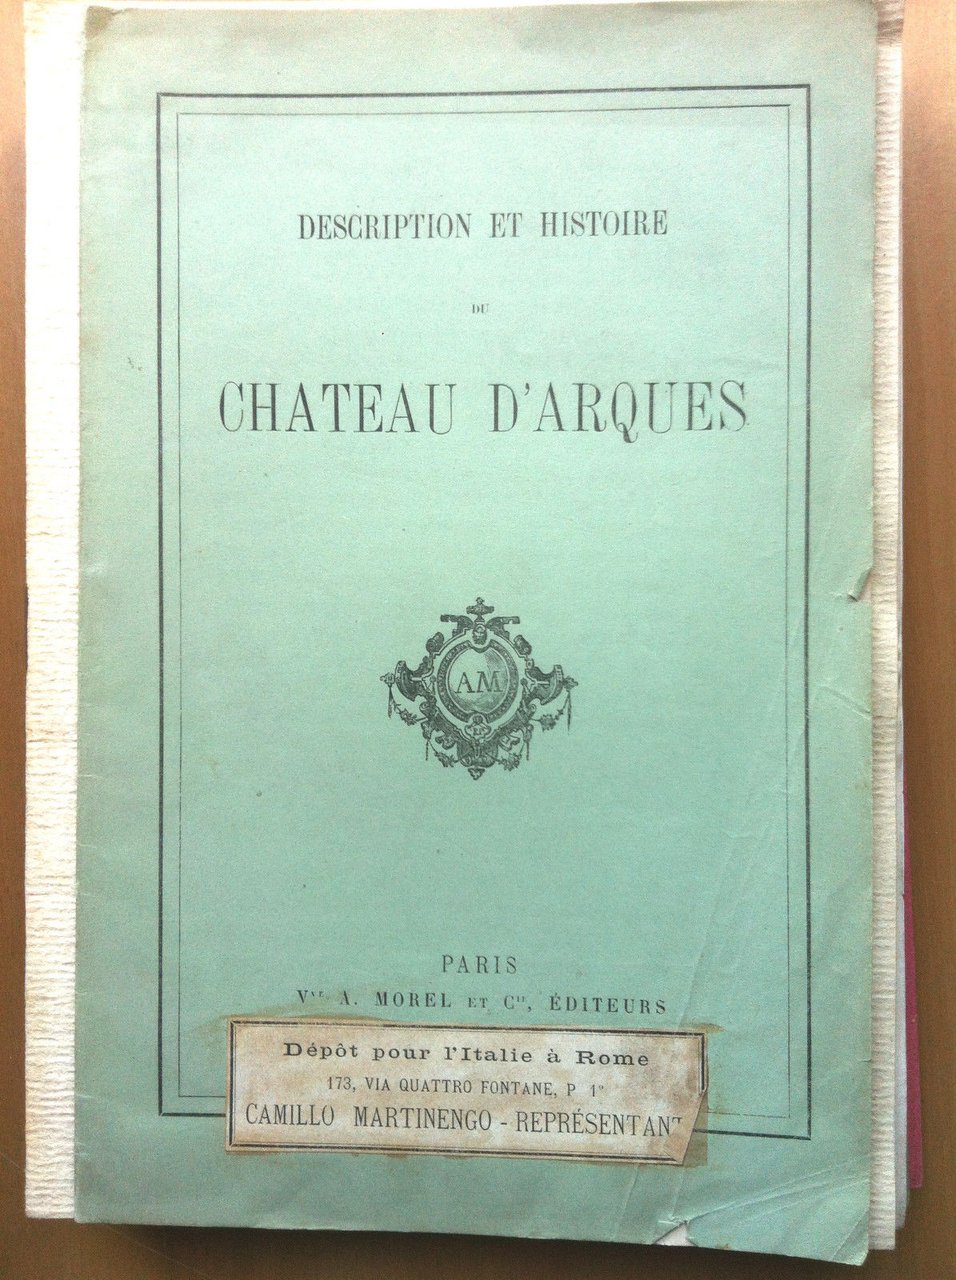 DESCRIPTION ET HISTOIRE
DU
CHATEAU D'ARQUES
AM
PARIS
Vve A. MOREL ET Cie, ÉDITEURS
Dépôt pour l'Italie à Rome
173, VIA QUATTRO FONTANE, P 1°
CAMILLO MARTINENGO - REPRÉSENTANT